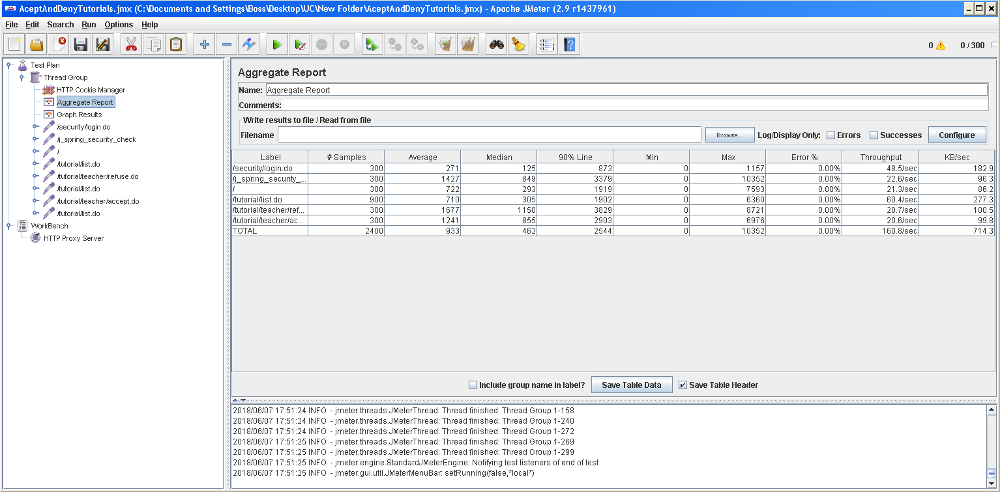 AceptAndDenyTutorials.jmx (C:\Documents and Settings\Boss\Desktop\UC\New Folder\AceptAndDenyTutorials.jmx) - Apache JMeter (2.9 r1437961)
File Edit Search Run Options Help
0 0 / 300
Test Plan
Thread Group
HTTP Cookie Manager
Aggregate Report
Graph Results
/security/login.do
/j_spring_security_check
/
/tutorial/list.do
/tutorial/teacher/refuse.do
/tutorial/list.do
/tutorial/teacher/accept.do
/tutorial/list.do
WorkBench
HTTP Proxy Server
Aggregate Report
Name: Aggregate Report
Comments:
Write results to file / Read from file
Filename Browse... Log/Display Only: Errors Successes Configure
Label # Samples Average Median 90% Line Min Max Error % Throughput KB/sec
/security/login.do 300 271 125 873 0 1157 0.00% 48.5/sec 182.9
/j_spring_security_... 300 1427 849 3379 0 10352 0.00% 22.6/sec 96.3
/ 300 722 293 1919 0 7593 0.00% 21.3/sec 86.2
/tutorial/list.do 900 710 305 1902 0 6360 0.00% 60.4/sec 277.3
/tutorial/teacher/ref... 300 1677 1150 3829 0 8721 0.00% 20.7/sec 100.5
/tutorial/teacher/ac... 300 1241 855 2903 0 6976 0.00% 20.6/sec 99.8
TOTAL 2400 933 462 2544 0 10352 0.00% 160.8/sec 714.3
Include group name in label? Save Table Data Save Table Header
2018/06/07 17:51:24 INFO - jmeter.threads.JMeterThread: Thread finished: Thread Group 1-158
2018/06/07 17:51:24 INFO - jmeter.threads.JMeterThread: Thread finished: Thread Group 1-240
2018/06/07 17:51:24 INFO - jmeter.threads.JMeterThread: Thread finished: Thread Group 1-272
2018/06/07 17:51:25 INFO - jmeter.threads.JMeterThread: Thread finished: Thread Group 1-269
2018/06/07 17:51:25 INFO - jmeter.threads.JMeterThread: Thread finished: Thread Group 1-299
2018/06/07 17:51:25 INFO - jmeter.engine.StandardJMeterEngine: Notifying test listeners of end of test
2018/06/07 17:51:25 INFO - jmeter.gui.util.JMeterMenuBar: setRunning(false,*local*)